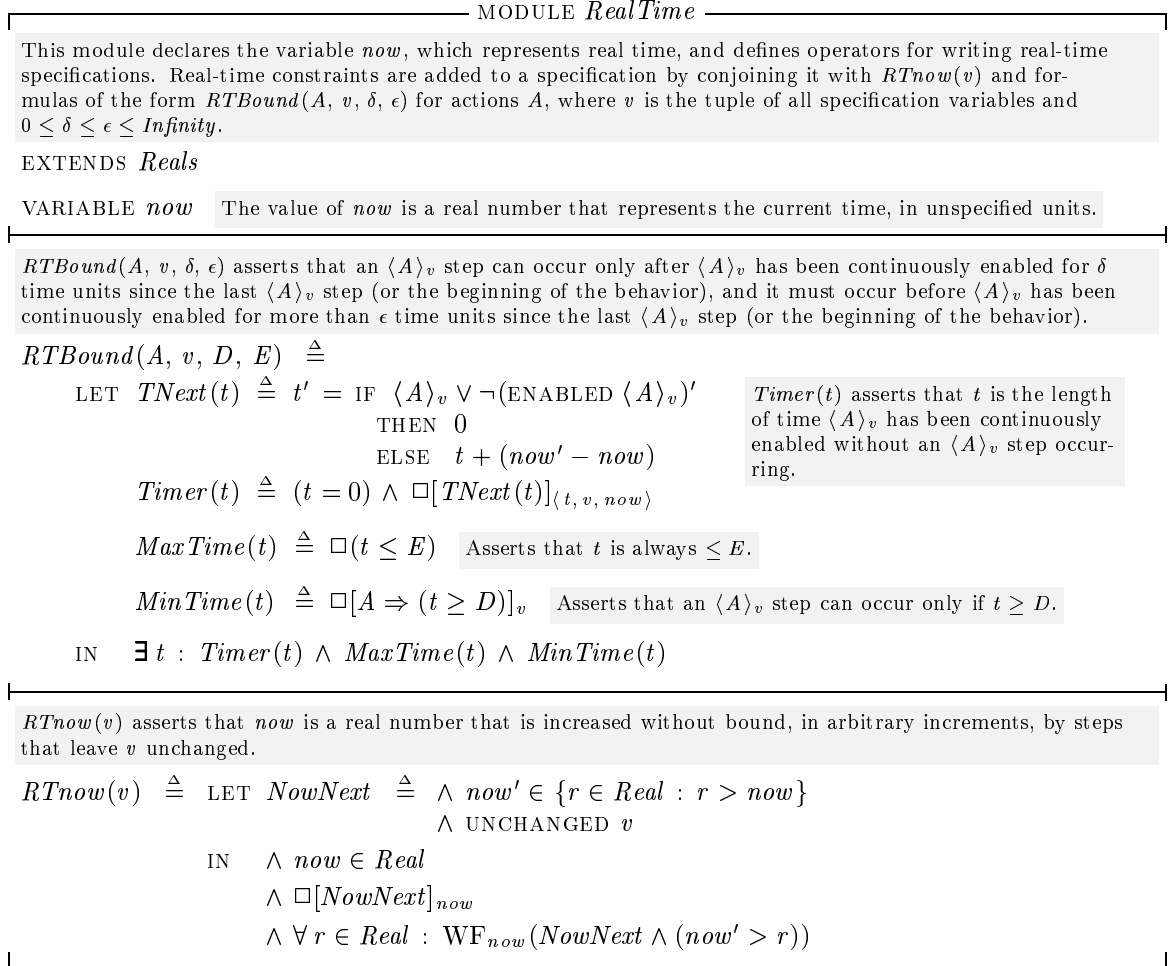 MODULE RealTime
This module declares the variable now, which represents real time, and defines operators for writing real-time
specifications. Real-time constraints are added to a specification by conjoining it with RTnow(v) and for-
mulas of the form RTBound(A, v, δ, ϵ) for actions A, where v is the tuple of all specification variables and
0 ≤ δ ≤ ϵ ≤ Infinity.
EXTENDS Reals
VARIABLE now The value of now is a real number that represents the current time, in unspecified units.
RTBound(A, v, δ, ϵ) asserts that an ⟨A⟩_v step can occur only after ⟨A⟩_v has been continuously enabled for δ
time units since the last ⟨A⟩_v step (or the beginning of the behavior), and it must occur before ⟨A⟩_v has been
continuously enabled for more than ϵ time units since the last ⟨A⟩_v step (or the beginning of the behavior).
RTBound(A, v, D, E) ≜
LET TNext(t) ≜ t′ = IF ⟨A⟩_v ∨ ¬(ENABLED ⟨A⟩_v)′
THEN 0
ELSE t + (now′ − now)
Timer(t) asserts that t is the length
of time ⟨A⟩_v has been continuously
enabled without an ⟨A⟩_v step occur-
ring.
Timer(t) ≜ (t = 0) ∧ □[TNext(t)]_⟨t, v, now⟩
MaxTime(t) ≜ □(t ≤ E) Asserts that t is always ≤ E.
MinTime(t) ≜ □[A ⇒ (t ≥ D)]_v Asserts that an ⟨A⟩_v step can occur only if t ≥ D.
IN ∃ t : Timer(t) ∧ MaxTime(t) ∧ MinTime(t)
RTnow(v) asserts that now is a real number that is increased without bound, in arbitrary increments, by steps
that leave v unchanged.
RTnow(v) ≜ LET NowNext ≜ ∧ now′ ∈ {r ∈ Real : r > now}
∧ UNCHANGED v
IN ∧ now ∈ Real
∧ □[NowNext]_now
∧ ∀ r ∈ Real : WF_now(NowNext ∧ (now′ > r))